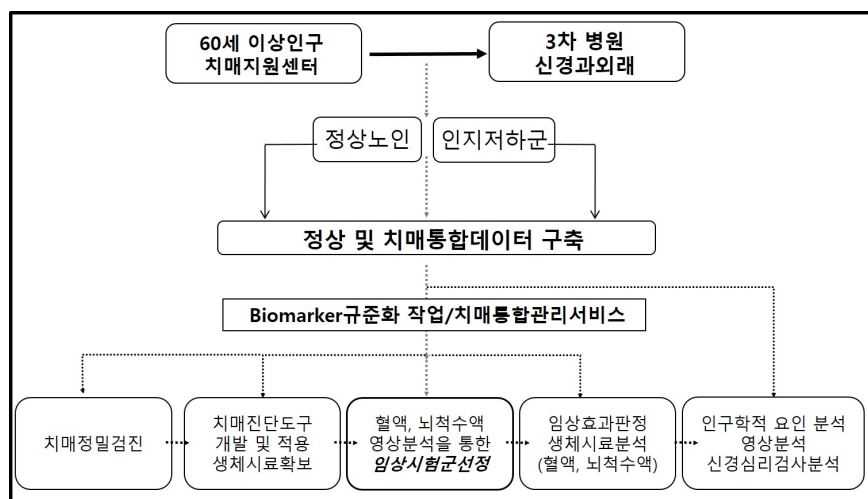 60세 이상인구
치매지원센터
3차 병원
신경과외래
정상노인
인지저하군
정상 및 치매통합데이터 구축
Biomarker규준화 작업/치매통합관리서비스
치매정밀검진
치매진단도구
개발 및 적용
생체시료확보
혈액, 뇌척수액
영상분석을 통한
임상시험군선정
임상효과판정
생체시료분석
(혈액, 뇌척수액)
인구학적 요인 분석
영상분석
신경심리검사분석